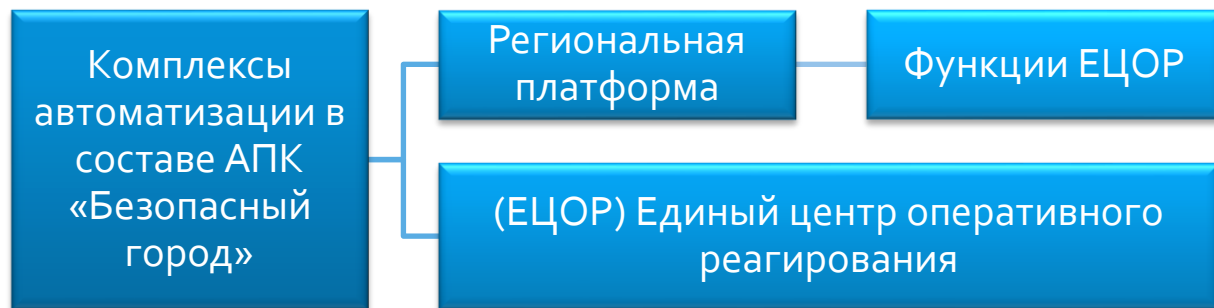 Комплексы
автоматизации в
составе АПК
«Безопасный
город»
Региональная
платформа
Функции ЕЦОР
(ЕЦОР) Единый центр оперативного
реагирования